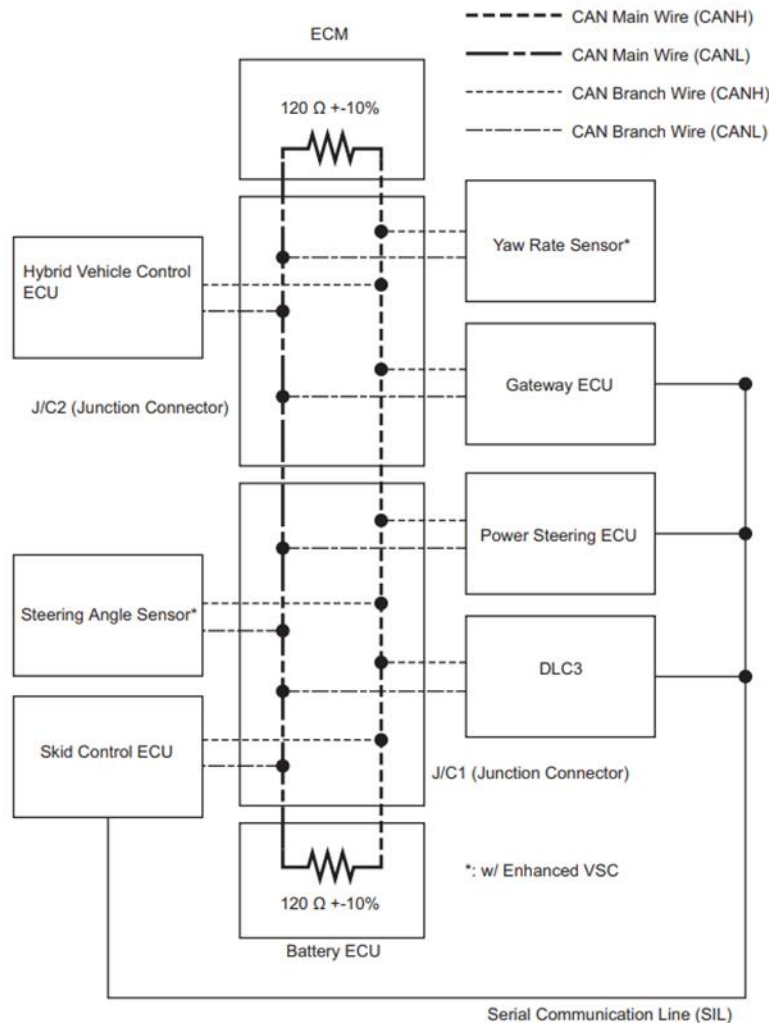 CAN Main Wire (CANH)
ECM
CAN Main Wire (CANL)
CAN Branch Wire (CANH)
120 Ω +-10%
CAN Branch Wire (CANL)
Yaw Rate Sensor*
Hybrid Vehicle Control
ECU
Gateway ECU
J/C2 (Junction Connector)
Power Steering ECU
Steering Angle Sensor*
DLC3
Skid Control ECU
J/C1 (Junction Connector)
*: w/ Enhanced VSC
120 Ω +-10%
Battery ECU
Serial Communication Line (SIL)